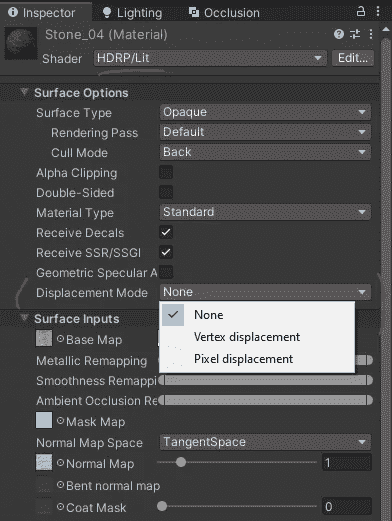 Inspector Lighting Occlusion
Stone_04 (Material)
Shader HDRP/Lit Edit...
Surface Options
Surface Type Opaque
Rendering Pass Default
Cull Mode Back
Alpha Clipping
Double-Sided
Material Type Standard
Receive Decals
Receive SSR/SSGI
Geometric Specular A
Displacement Mode None
None
Vertex displacement
Pixel displacement
Surface Inputs
Base Map
Metallic Remapping
Smoothness Remappi
Ambient Occlusion Re
Mask Map
Normal Map Space TangentSpace
Normal Map 1
Bent normal map
Coat Mask 0